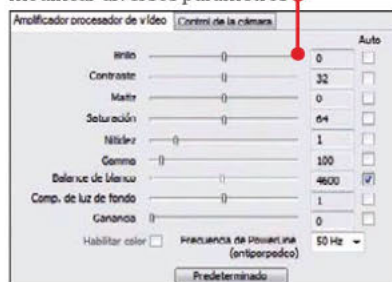 Amplificador procesador de vídeo Control de la cámara
Auto
Brillo 0
Contraste 32
Matiz 0
Saturación 64
Nitidez 1
Gamma 100
Balance de blanco 4600
Comp. de luz de fondo 1
Ganancia 0
Habilitar color Frecuencia de PowerLine 50 Hz
(antiparpadeo)
Predeterminado